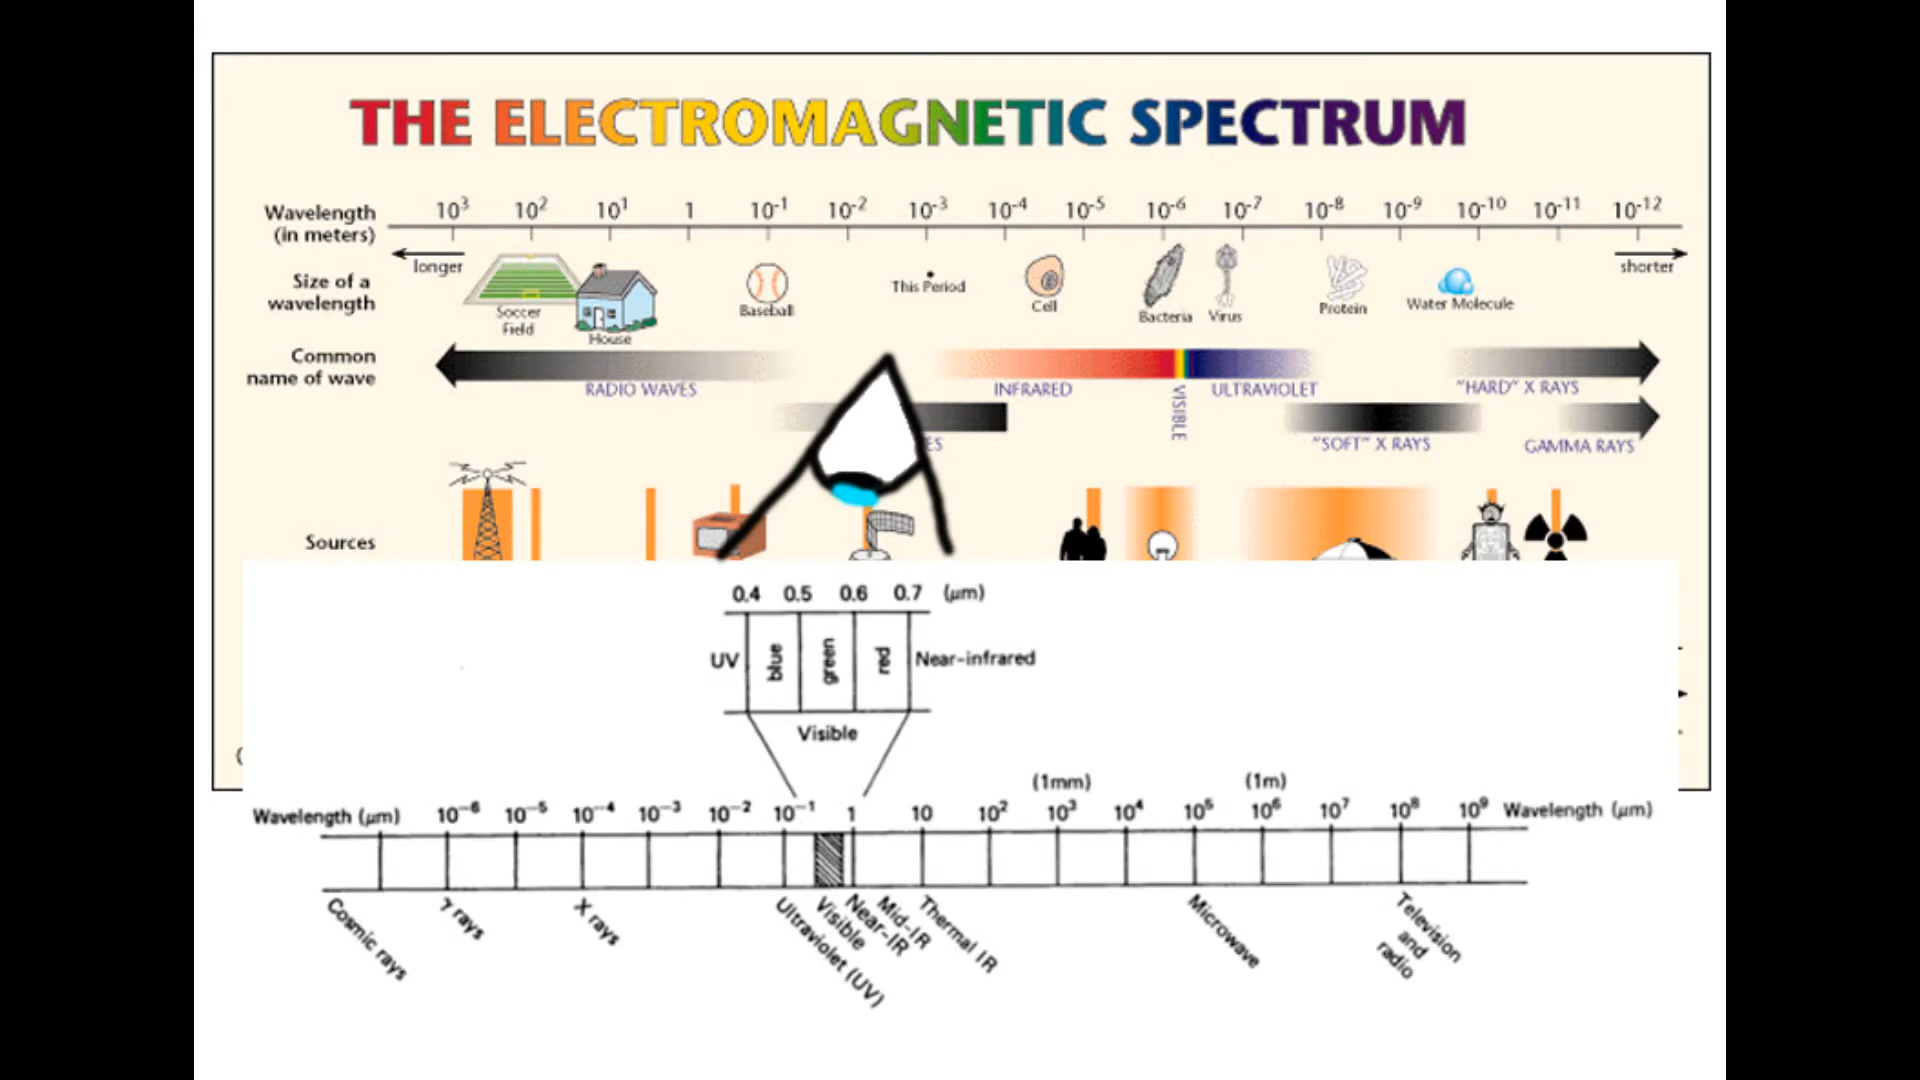 THE ELECTROMAGNETIC SPECTRUM
Wavelength (in meters)
10³ 10² 10¹ 1 10⁻¹ 10⁻² 10⁻³ 10⁻⁴ 10⁻⁵ 10⁻⁶ 10⁻⁷ 10⁻⁸ 10⁻⁹ 10⁻¹⁰ 10⁻¹¹ 10⁻¹²
longer
shorter
Size of a wavelength
Soccer Field
House
Baseball
This Period
Cell
Bacteria
Virus
Protein
Water Molecule
Common name of wave
RADIO WAVES
INFRARED
VISIBLE
ULTRAVIOLET
"HARD" X RAYS
"SOFT" X RAYS
GAMMA RAYS
Sources
0.4 0.5 0.6 0.7 (μm)
UV
blue
green
red
Near-infrared
Visible
(1mm) (1m)
Wavelength (μm) 10⁻⁶ 10⁻⁵ 10⁻⁴ 10⁻³ 10⁻² 10⁻¹ 1 10 10² 10³ 10⁴ 10⁵ 10⁶ 10⁷ 10⁸ 10⁹ Wavelength (μm)
Cosmic rays
γ rays
X rays
Ultraviolet (UV)
Visible
Near-IR
Mid-IR
Thermal IR
Microwave
Television and radio